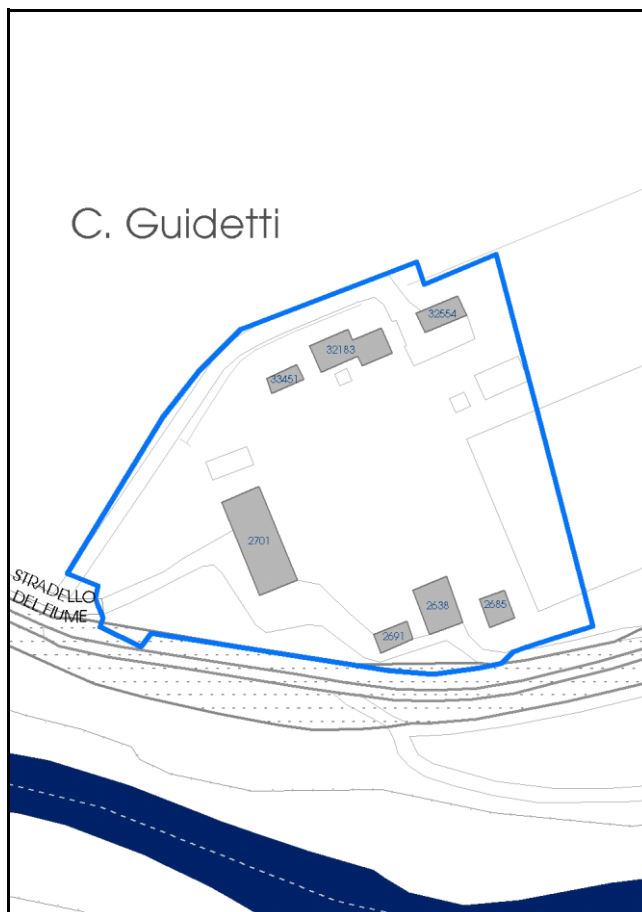 C. Guidetti
32554
32183
33451
2701
STRADELLO
DEL FIUME
2638
2685
2691